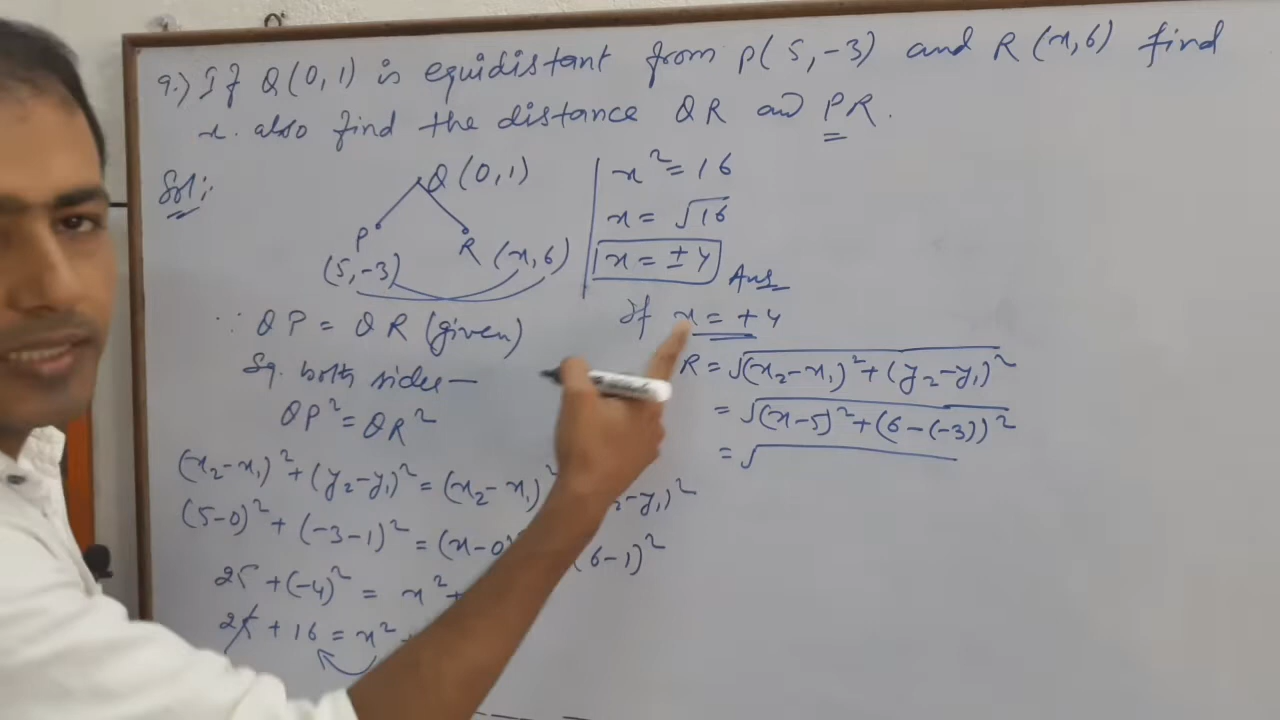 9.) If Q(0,1) is equidistant from P(5,-3) and R(x,6) find
x. also find the distance QR and PR.
Sol:
Q(0,1)
P
(5,-3)
R (x,6)
∵ QP = QR (given)
Sq. both sides—
QP² = QR²
(x₂-x₁)²+(y₂-y₁)² = (x₂-x₁)² ₂-y₁)²
(5-0)² + (-3-1)² = (x-0) (6-1)²
25 + (-4)² = x² +
25 + 16 = x²
x² = 16
x = √16
x = ±4
Ans
If x = +4
R = √(x₂-x₁)²+(y₂-y₁)²
= √(x-5)²+(6-(-3))²
= √